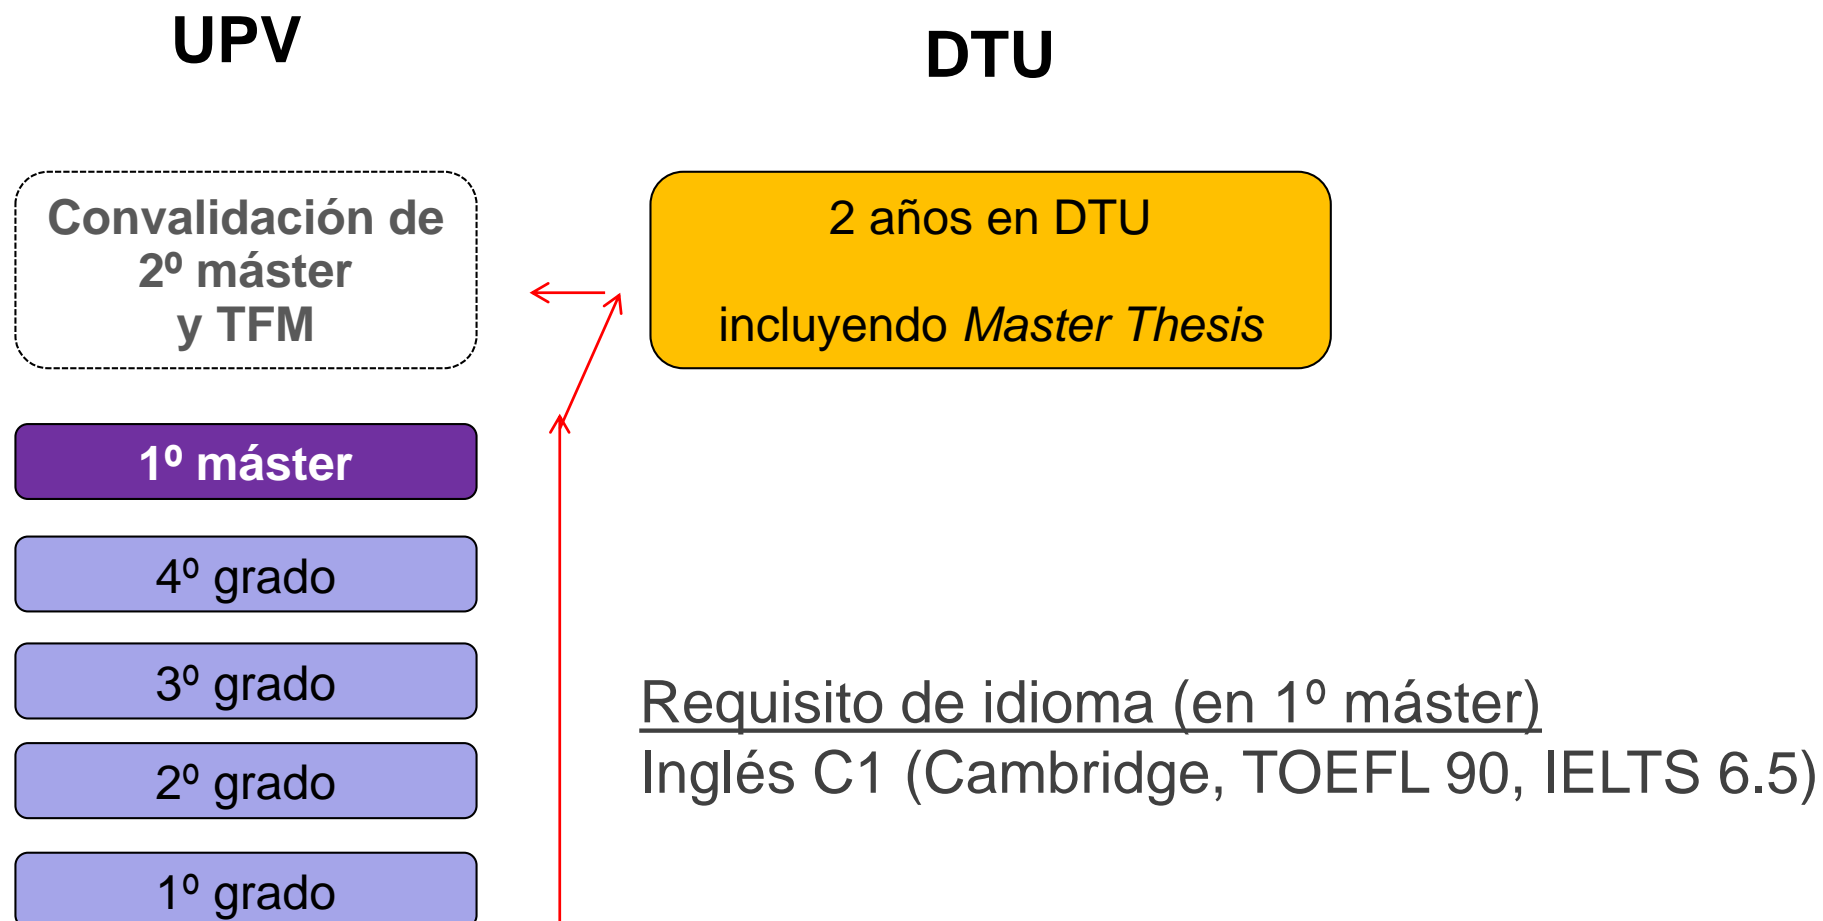 UPV
DTU
Convalidación de
2º máster
y TFM
2 años en DTU
incluyendo Master Thesis
1º máster
4º grado
3º grado
2º grado
1º grado
Requisito de idioma (en 1º máster)
Inglés C1 (Cambridge, TOEFL 90, IELTS 6.5)